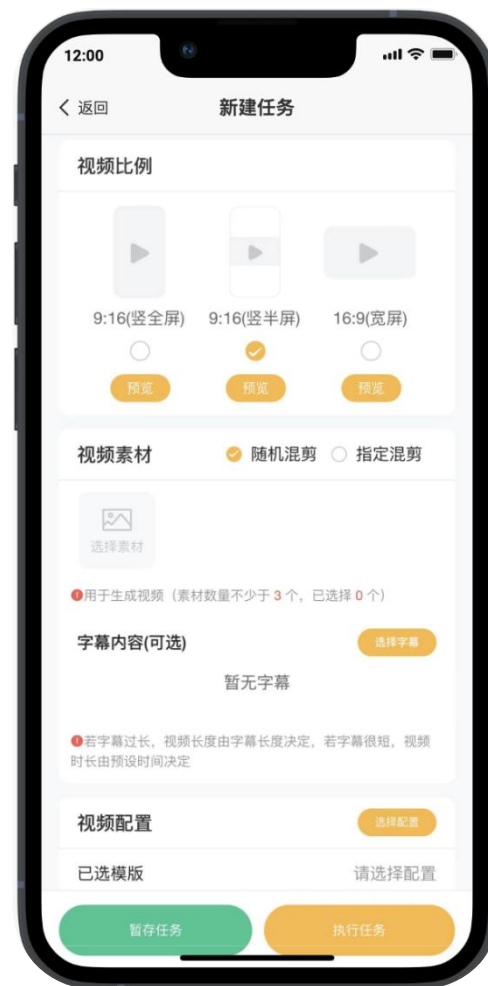 12:00
返回
新建任务
视频比例
9:16(竖全屏) 9:16(竖半屏) 16:9(宽屏)
预览 预览 预览
视频素材 随机混剪 指定混剪
选择素材
用于生成视频（素材数量不少于 3 个，已选择 0 个）
字幕内容(可选) 选择字幕
暂无字幕
若字幕过长，视频长度由字幕长度决定，若字幕很短，视频
时长由预设时间决定
视频配置 选择配置
已选模版 请选择配置
暂存任务 执行任务